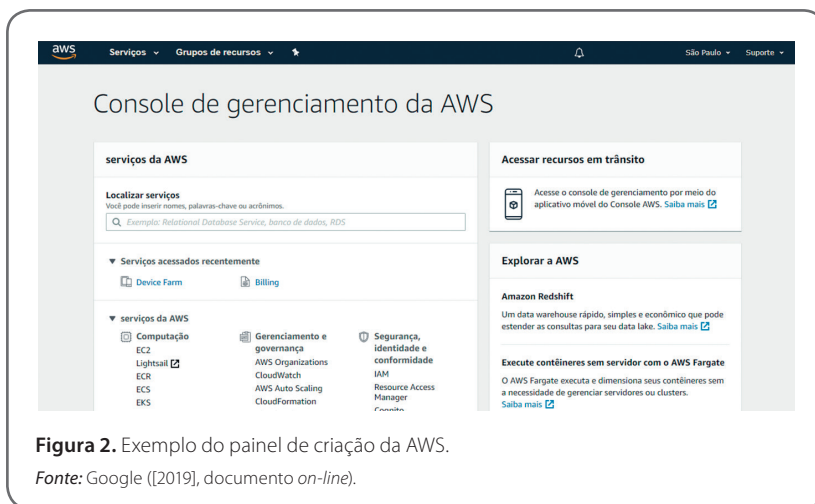 aws
Serviços Grupos de recursos São Paulo Suporte
Console de gerenciamento da AWS
serviços da AWS
Localizar serviços
Você pode inserir nomes, palavras-chave ou acrônimos.
Exemplo: Relational Database Service, banco de dados, RDS
Serviços acessados recentemente
Device Farm Billing
serviços da AWS
Computação
EC2
Lightsail
ECR
ECS
EKS
Gerenciamento e
governança
AWS Organizations
CloudWatch
AWS Auto Scaling
CloudFormation
Segurança,
identidade e
conformidade
IAM
Resource Access
Manager
Cognito
Acessar recursos em trânsito
Acesse o console de gerenciamento por meio do
aplicativo móvel do Console AWS. Saiba mais
Explorar a AWS
Amazon Redshift
Um data warehouse rápido, simples e econômico que pode
estender as consultas para seu data lake. Saiba mais
Execute contêineres sem servidor com o AWS Fargate
O AWS Fargate executa e dimensiona seus contêineres sem
a necessidade de gerenciar servidores ou clusters.
Saiba mais
Figura 2. Exemplo do painel de criação da AWS.
Fonte: Google ([2019], documento on-line).